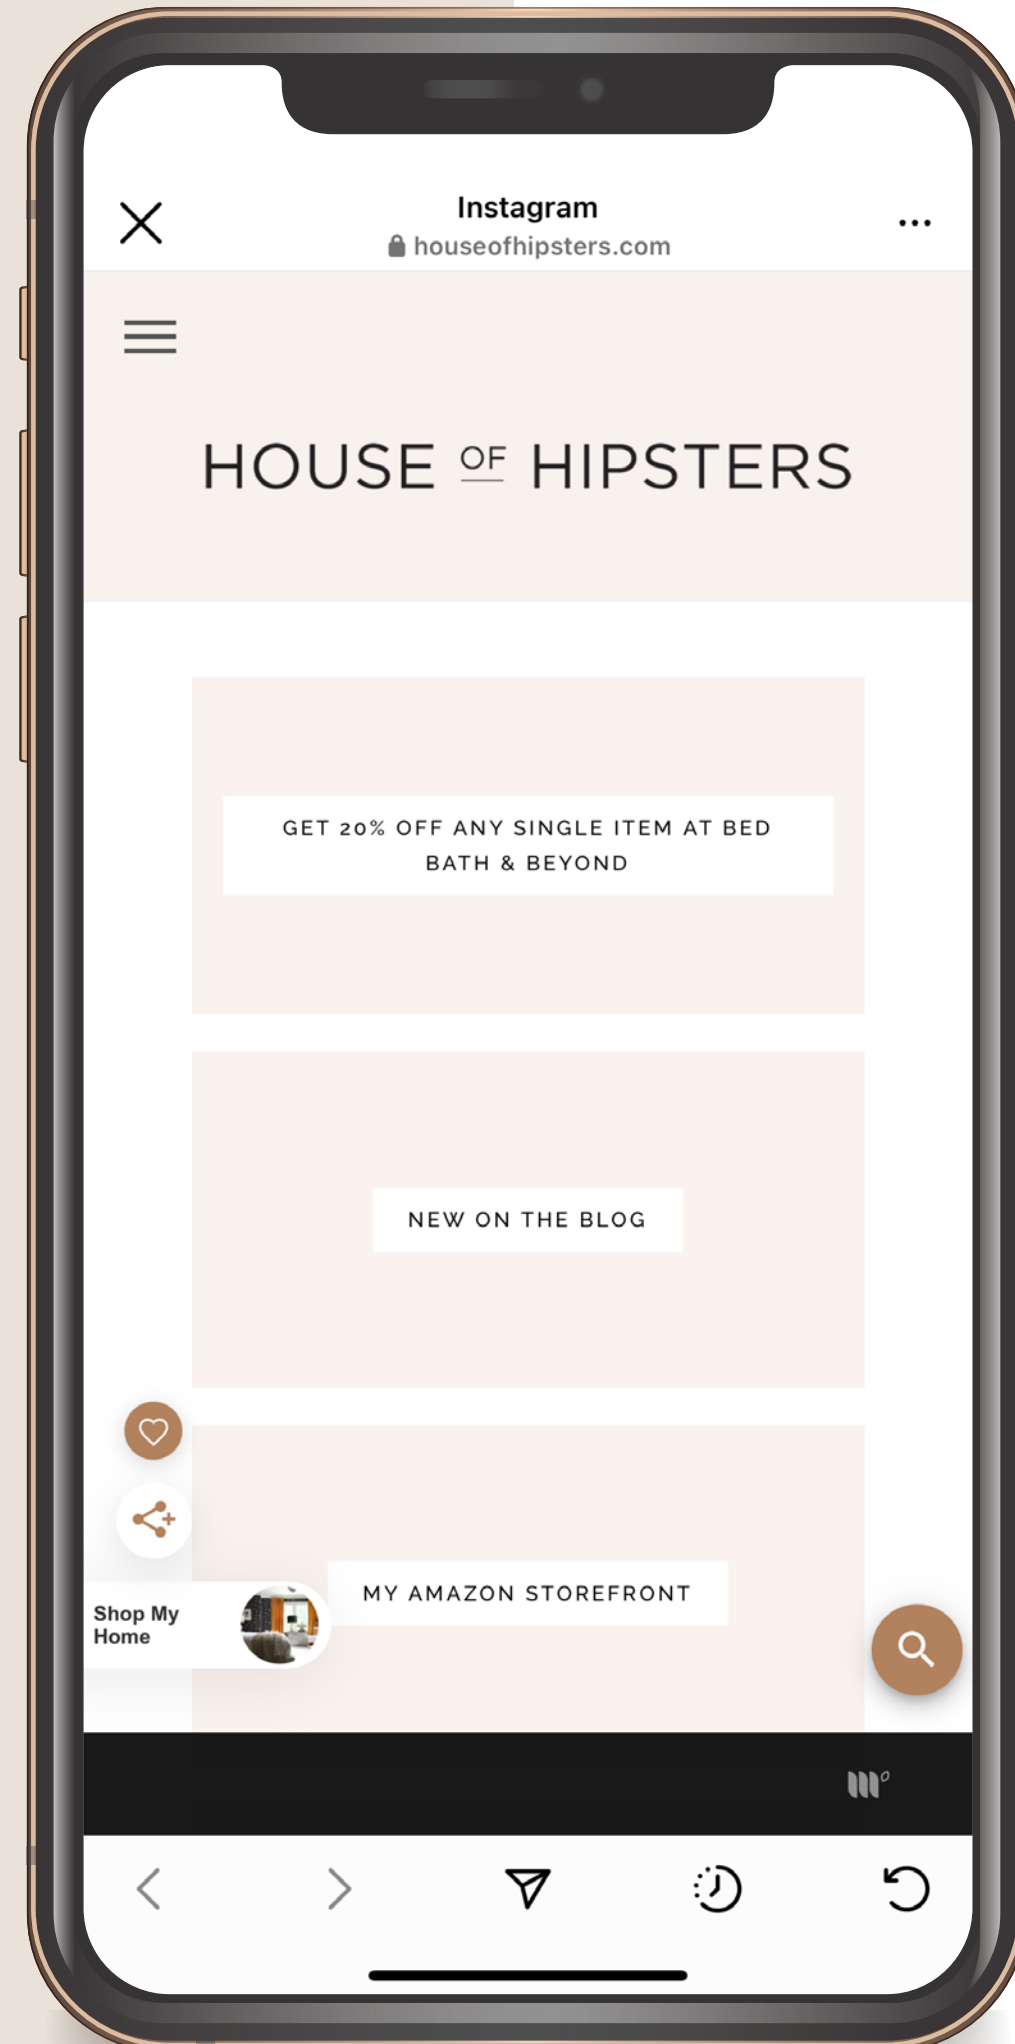 Instagram
houseofhipsters.com
HOUSE OF HIPSTERS
GET 20% OFF ANY SINGLE ITEM AT BED
BATH & BEYOND
NEW ON THE BLOG
MY AMAZON STOREFRONT
Shop My
Home